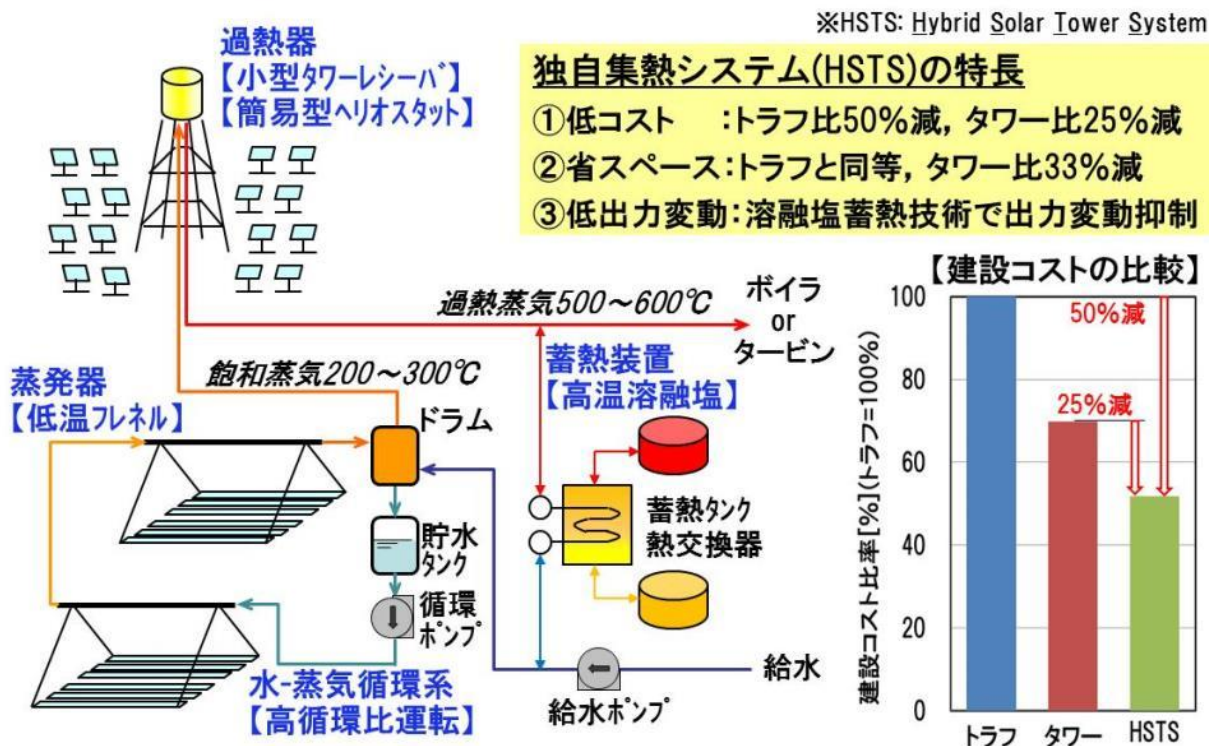 ※HSTS: Hybrid Solar Tower System
過熱器
【小型タワーレシーバ】
【簡易型ヘリオスタット】
独自集熱システム(HSTS)の特長
①低コスト　：トラフ比50%減, タワー比25%減
②省スペース：トラフと同等, タワー比33%減
③低出力変動：溶融塩蓄熱技術で出力変動抑制
過熱蒸気500～600℃
ボイラ
or
タービン
飽和蒸気200～300℃
蓄熱装置
【高温溶融塩】
蒸発器
【低温フレネル】
ドラム
貯水
タンク
蓄熱タンク
熱交換器
循環
ポンプ
水-蒸気循環系
【高循環比運転】
給水
給水ポンプ
【建設コストの比較】
建設コスト比率[%](トラフ=100%)
100
80
60
40
20
0
50%減
25%減
トラフ
タワー
HSTS